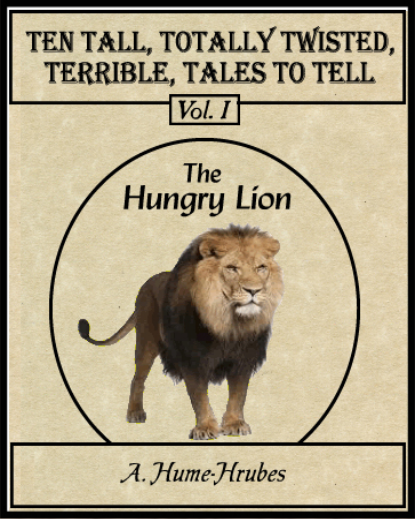 TEN TALL, TOTALLY TWISTED,
TERRIBLE, TALES TO TELL
Vol. I
The
Hungry Lion
A. Hume-Hrubes